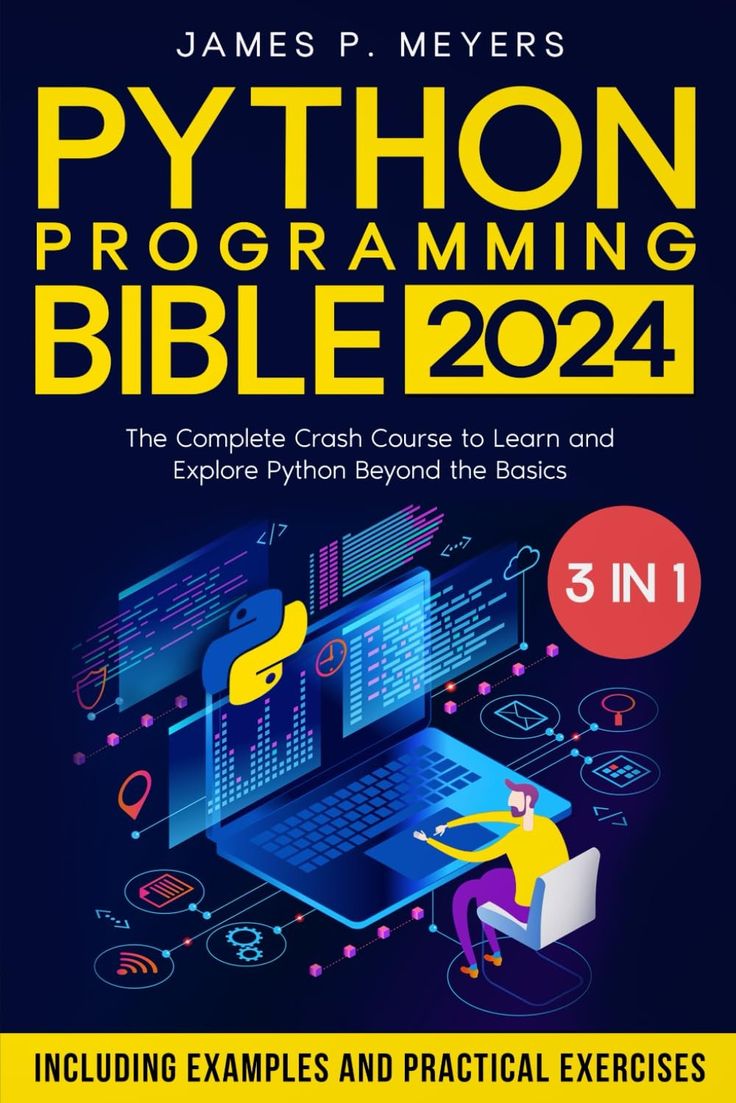 JAMES P. MEYERS
PYTHON
PROGRAMMING
BIBLE 2024
The Complete Crash Course to Learn and
Explore Python Beyond the Basics
3 IN 1
INCLUDING EXAMPLES AND PRACTICAL EXERCISES